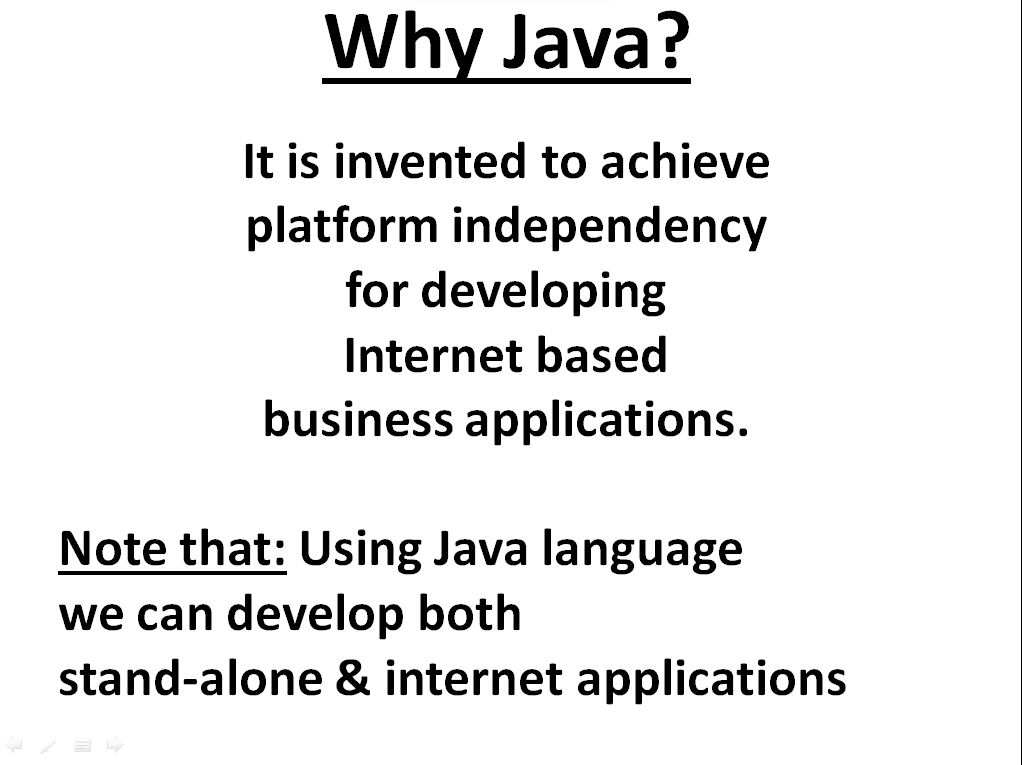 Why Java?
It is invented to achieve
platform independency
for developing
Internet based
business applications.
Note that: Using Java language
we can develop both
stand-alone & internet applications